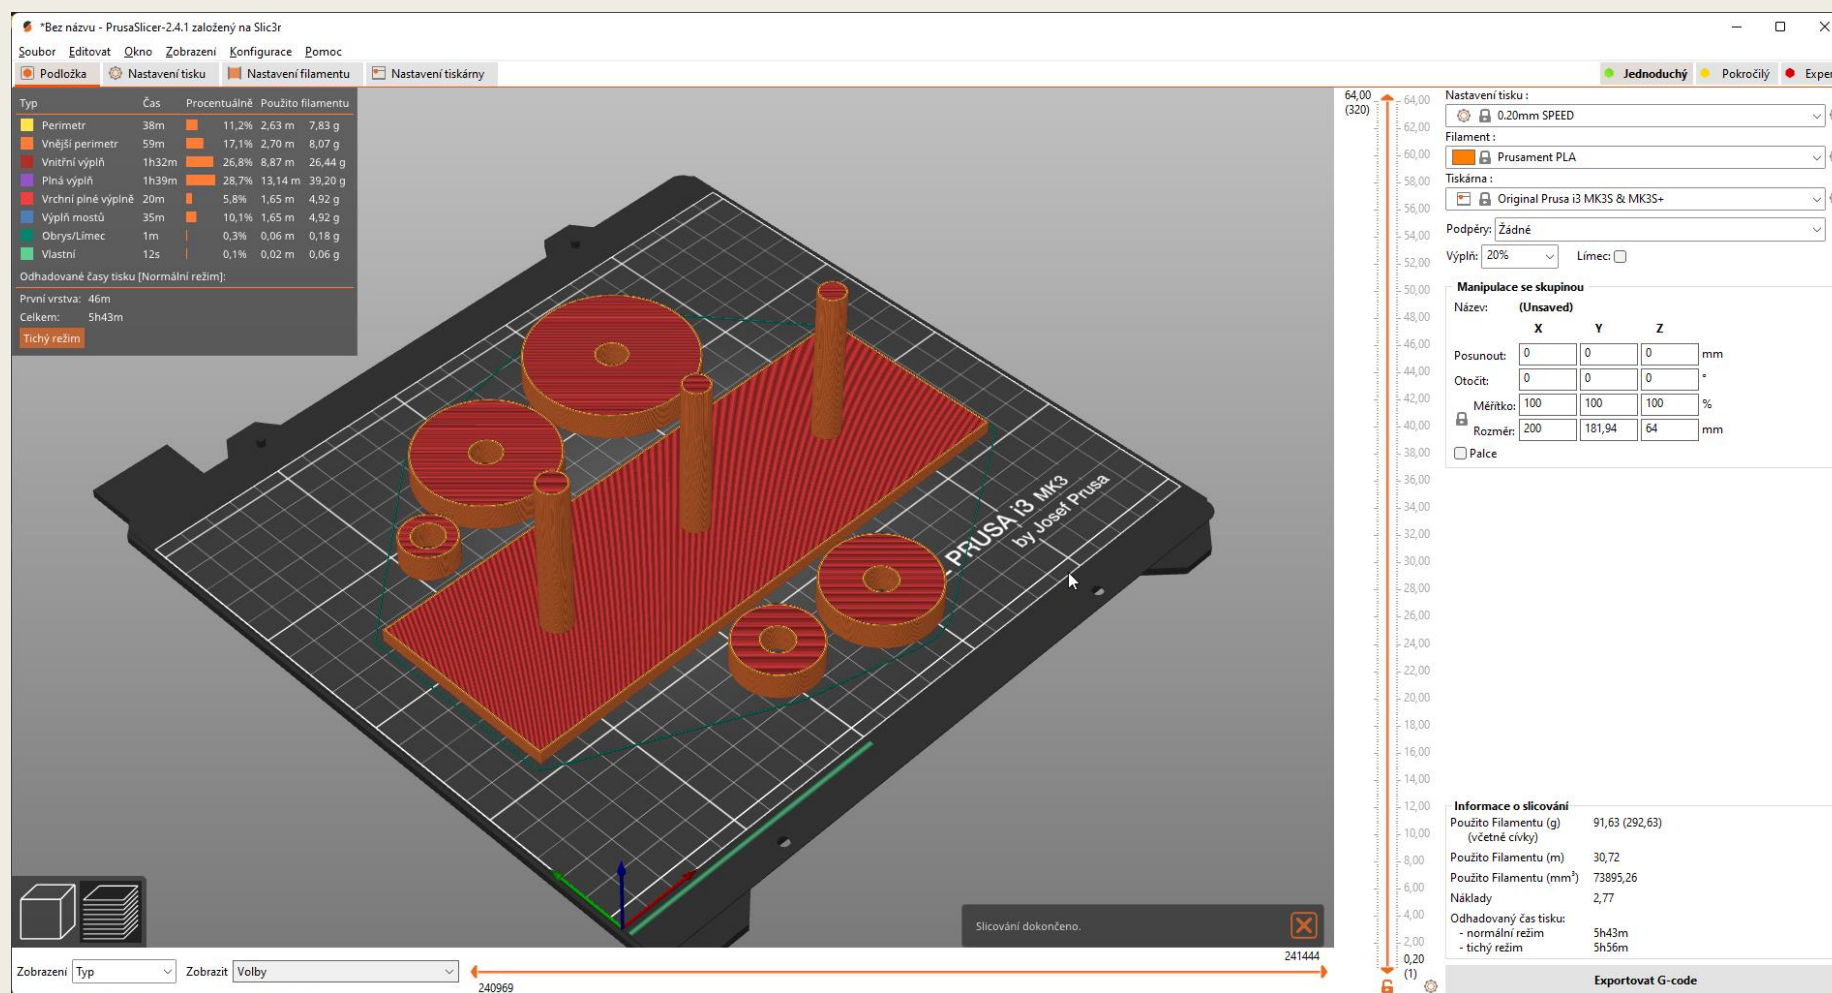 *Bez názvu - PrusaSlicer-2.4.1 založený na Slic3r
Soubor Editovat Okno Zobrazení Konfigurace Pomoc
Podložka Nastavení tisku Nastavení filamentu Nastavení tiskárny Jednoduchý Pokročilý Exper
Typ Čas Procentuálně Použito filamentu
Perimetr 38m 11,2% 2,63 m 7,83 g
Vnější perimetr 59m 17,1% 2,70 m 8,07 g
Vnitřní výplň 1h32m 26,8% 8,87 m 26,44 g
Plná výplň 1h39m 28,7% 13,14 m 39,20 g
Vrchní plné výplně 20m 5,8% 1,65 m 4,92 g
Výplň mostů 35m 10,1% 1,65 m 4,92 g
Obrys/Límec 1m 0,3% 0,06 m 0,18 g
Vlastní 12s 0,1% 0,02 m 0,06 g
Odhadované časy tisku [Normální režim]:
První vrstva: 46m
Celkem: 5h43m
Tichý režim
PRUSA i3 MK3
by Josef Prusa
Slicování dokončeno.
64,00
(320)
64,00
62,00
60,00
58,00
56,00
54,00
52,00
50,00
48,00
46,00
44,00
42,00
40,00
38,00
36,00
34,00
32,00
30,00
28,00
26,00
24,00
22,00
20,00
18,00
16,00
14,00
12,00
10,00
8,00
6,00
4,00
2,00
0,20
(1)
Nastavení tisku :
0.20mm SPEED
Filament :
Prusament PLA
Tiskárna :
Original Prusa i3 MK3S & MK3S+
Podpěry: Žádné
Výplň: 20% Límec:
Manipulace se skupinou
Název: (Unsaved)
X Y Z
Posunout: 0 0 0 mm
Otočit: 0 0 0 °
Měřítko: 100 100 100 %
Rozměr: 200 181,94 64 mm
Palce
Informace o slicování
Použito Filamentu (g) 91,63 (292,63)
(včetně cívky)
Použito Filamentu (m) 30,72
Použito Filamentu (mm³) 73895,26
Náklady 2,77
Odhadovaný čas tisku:
- normální režim 5h43m
- tichý režim 5h56m
Exportovat G-code
Zobrazení Typ Zobrazit Volby
241444
240969